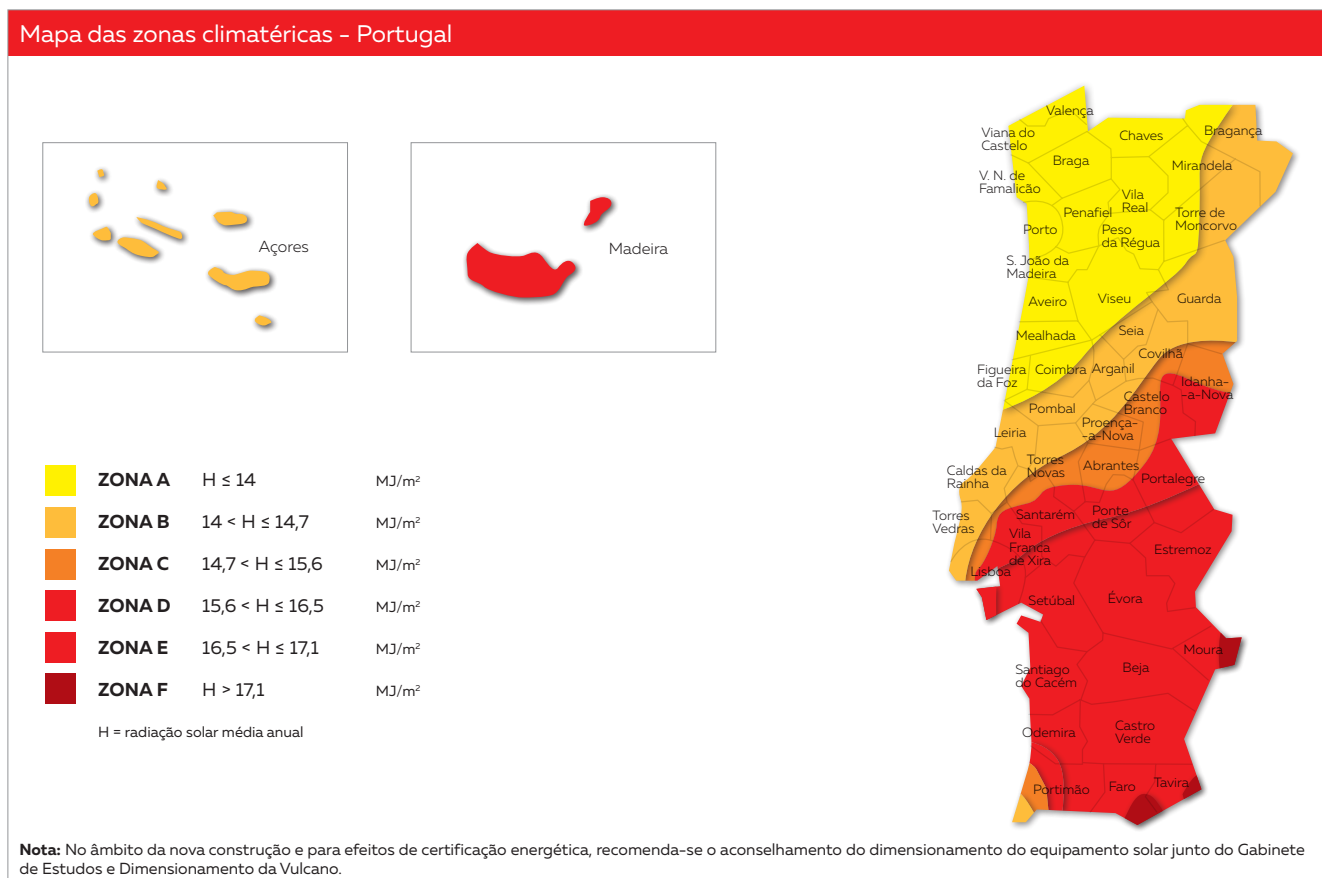 Mapa das zonas climatéricas - Portugal
Açores
Madeira
Valença
Viana do
Castelo
Braga
Chaves
Bragança
Mirandela
V. N. de
Famalicão
Vila
Real
Penafiel
Torre de
Moncorvo
Porto
Peso
da Régua
S. João da
Madeira
Aveiro
Viseu
Guarda
Mealhada
Seia
Covilhã
Figueira
da Foz
Coimbra
Arganil
Idanha-
-a-Nova
Castelo
Branco
Pombal
Proença-
-a-Nova
Leiria
Caldas da
Rainha
Torres
Novas
Abrantes
Portalegre
Torres
Vedras
Santarém
Ponte
de Sôr
Vila
Franca
de Xira
Estremoz
Lisboa
Setúbal
Évora
Moura
Santiago
do Cacém
Beja
Odemira
Castro
Verde
Portimão
Faro
Tavira
ZONA A H ≤ 14 MJ/m²
ZONA B 14 < H ≤ 14,7 MJ/m²
ZONA C 14,7 < H ≤ 15,6 MJ/m²
ZONA D 15,6 < H ≤ 16,5 MJ/m²
ZONA E 16,5 < H ≤ 17,1 MJ/m²
ZONA F H > 17,1 MJ/m²
H = radiação solar média anual
Nota: No âmbito da nova construção e para efeitos de certificação energética, recomenda-se o aconselhamento do dimensionamento do equipamento solar junto do Gabinete
de Estudos e Dimensionamento da Vulcano.